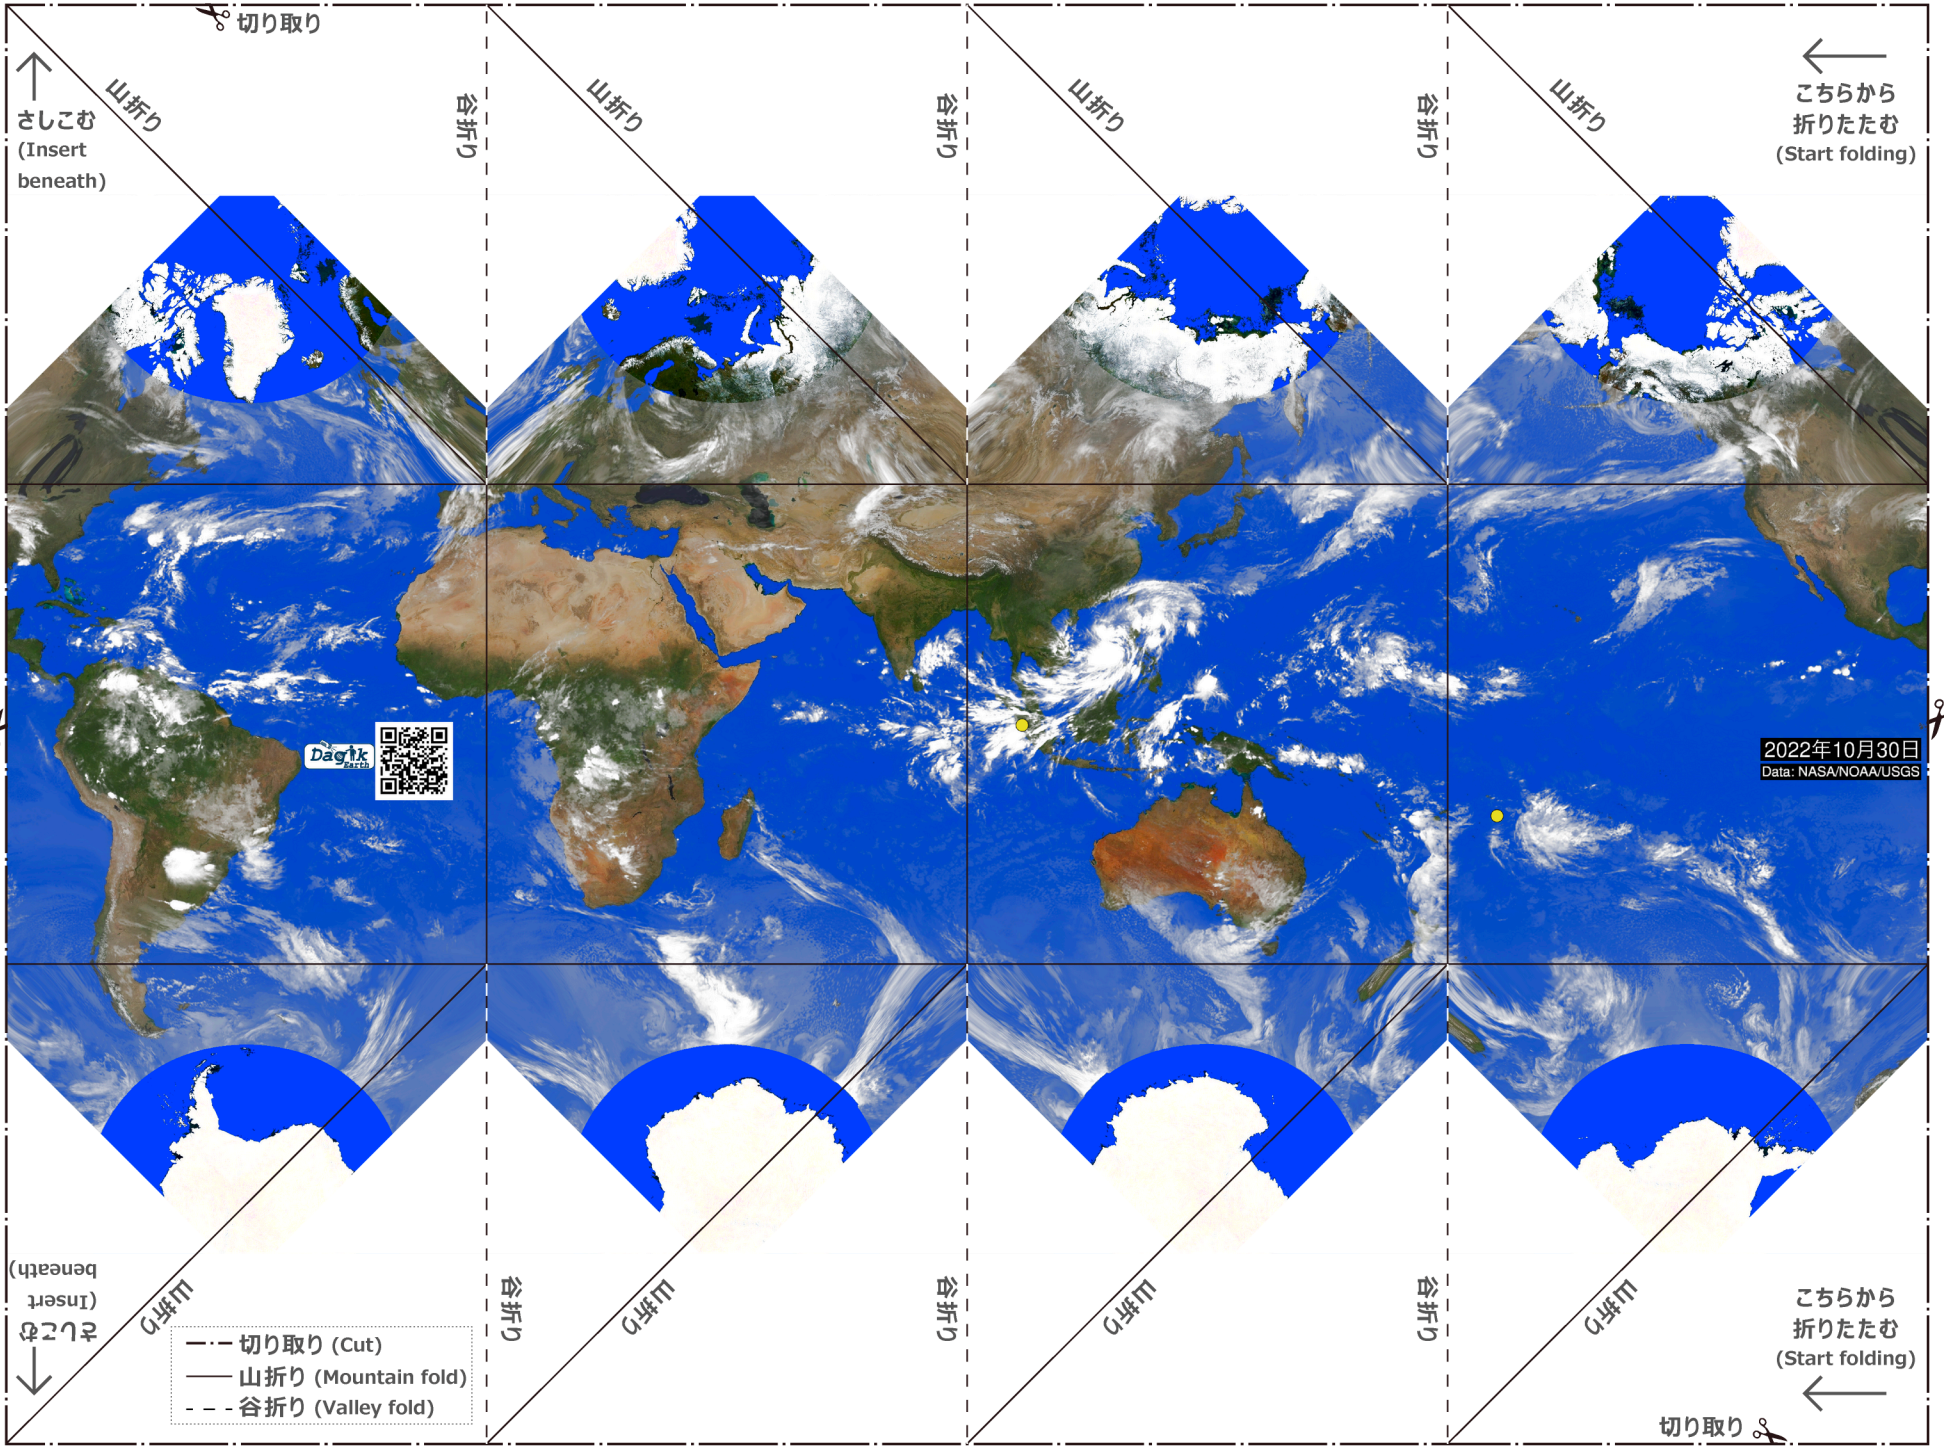 切り取り
山折り
谷折り
山折り
谷折り
山折り
谷折り
山折り
さしこむ
(Insert
beneath)
こちらから
折りたたむ
(Start folding)
Dagik
Earth
2022年10月30日
Data: NASA/NOAA/USGS
さしこむ
(Insert
beneath)
山折り
谷折り
山折り
谷折り
山折り
谷折り
山折り
切り取り (Cut)
山折り (Mountain fold)
谷折り (Valley fold)
こちらから
折りたたむ
(Start folding)
切り取り